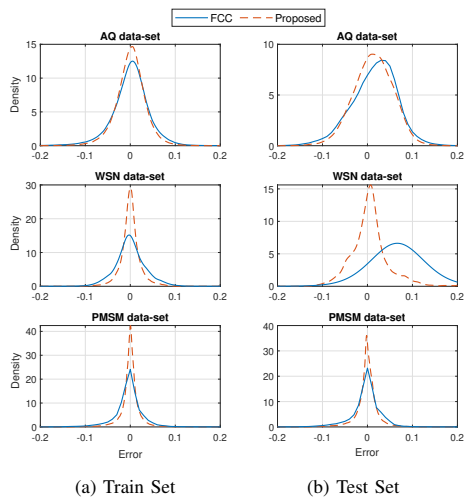 FCC Proposed
AQ data-set
AQ data-set
15
10
5
0
Density
-0.2 -0.1 0 0.1 0.2
10
5
0
-0.2 -0.1 0 0.1 0.2
WSN data-set
WSN data-set
30
20
10
0
Density
-0.2 -0.1 0 0.1 0.2
15
10
5
0
-0.2 -0.1 0 0.1 0.2
PMSM data-set
PMSM data-set
40
30
20
10
0
Density
-0.2 -0.1 0 0.1 0.2
Error
40
30
20
10
0
-0.2 -0.1 0 0.1 0.2
Error
(a) Train Set
(b) Test Set